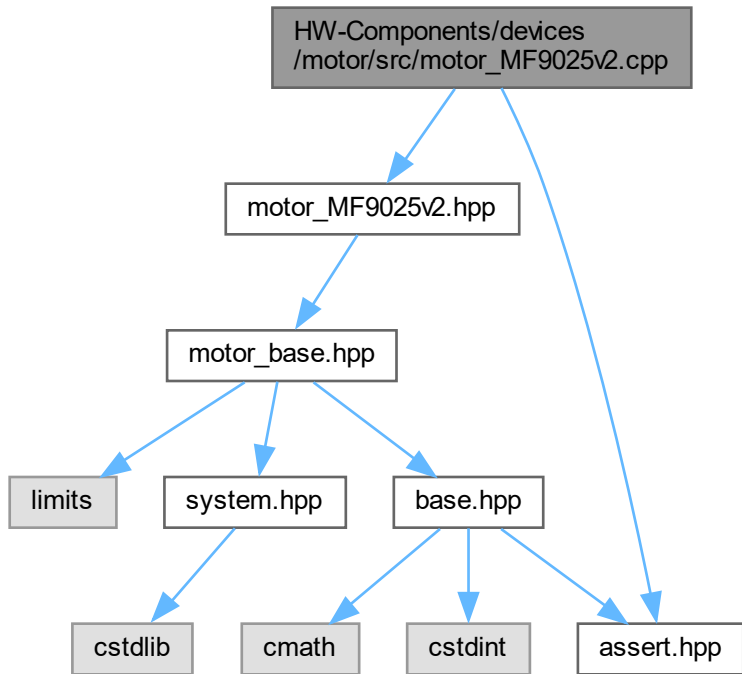 HW-Components/devices
/motor/src/motor_MF9025v2.cpp
motor_MF9025v2.hpp
motor_base.hpp
limits
system.hpp
base.hpp
cstdlib
cmath
cstdint
assert.hpp